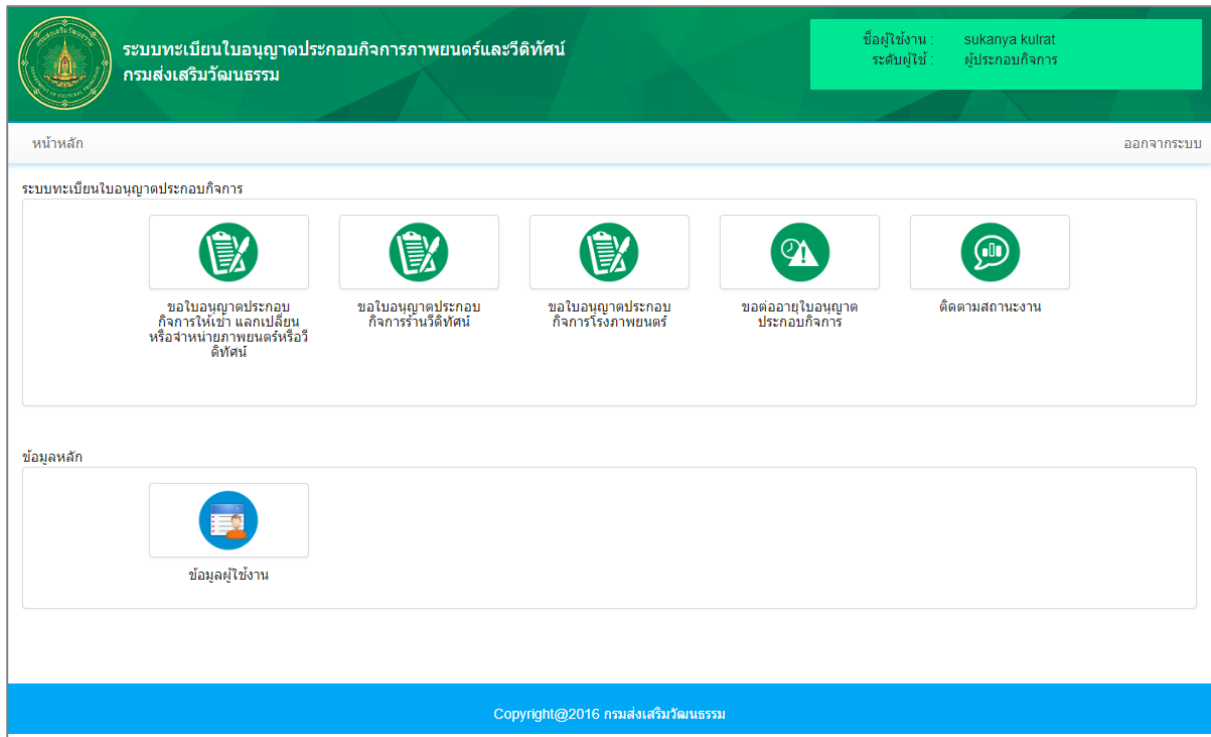 ระบบทะเบียนใบอนุญาตประกอบกิจการภาพยนตร์และวีดิทัศน์
กรมส่งเสริมวัฒนธรรม
ชื่อผู้ใช้งาน : sukanya kulrat
ระดับผู้ใช้ : ผู้ประกอบกิจการ
หน้าหลัก
ออกจากระบบ
ระบบทะเบียนใบอนุญาตประกอบกิจการ
ขอใบอนุญาตประกอบ
กิจการให้เช่า แลกเปลี่ยน
หรือจำหน่ายภาพยนตร์หรือวี
ดิทัศน์
ขอใบอนุญาตประกอบ
กิจการร้านวีดิทัศน์
ขอใบอนุญาตประกอบ
กิจการโรงภาพยนตร์
ขอต่ออายุใบอนุญาต
ประกอบกิจการ
ติดตามสถานะงาน
ข้อมูลหลัก
ข้อมูลผู้ใช้งาน
Copyright@2016 กรมส่งเสริมวัฒนธรรม